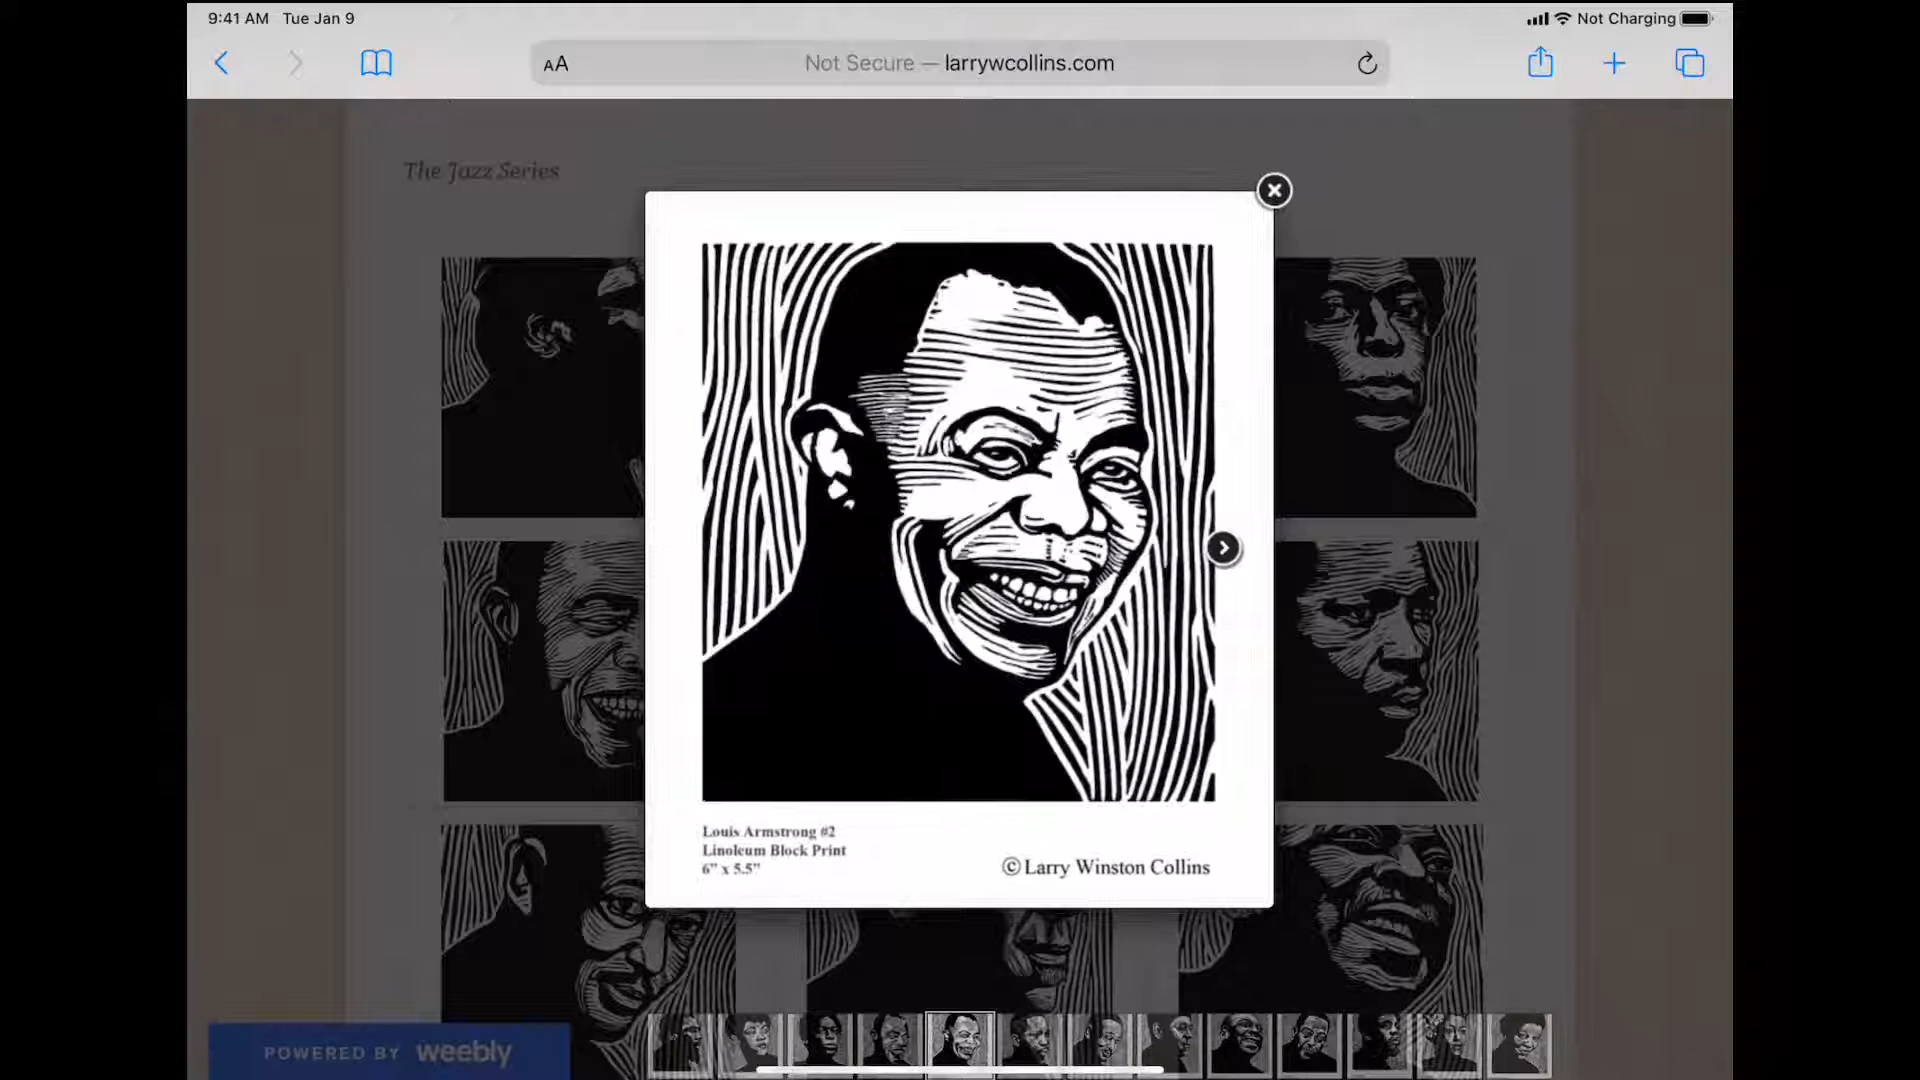 9:41 AM Tue Jan 9
Not Charging
AA
Not Secure — larrywcollins.com
The Jazz Series
Louis Armstrong #2
Linoleum Block Print
6" x 5.5"
© Larry Winston Collins
POWERED BY weebly